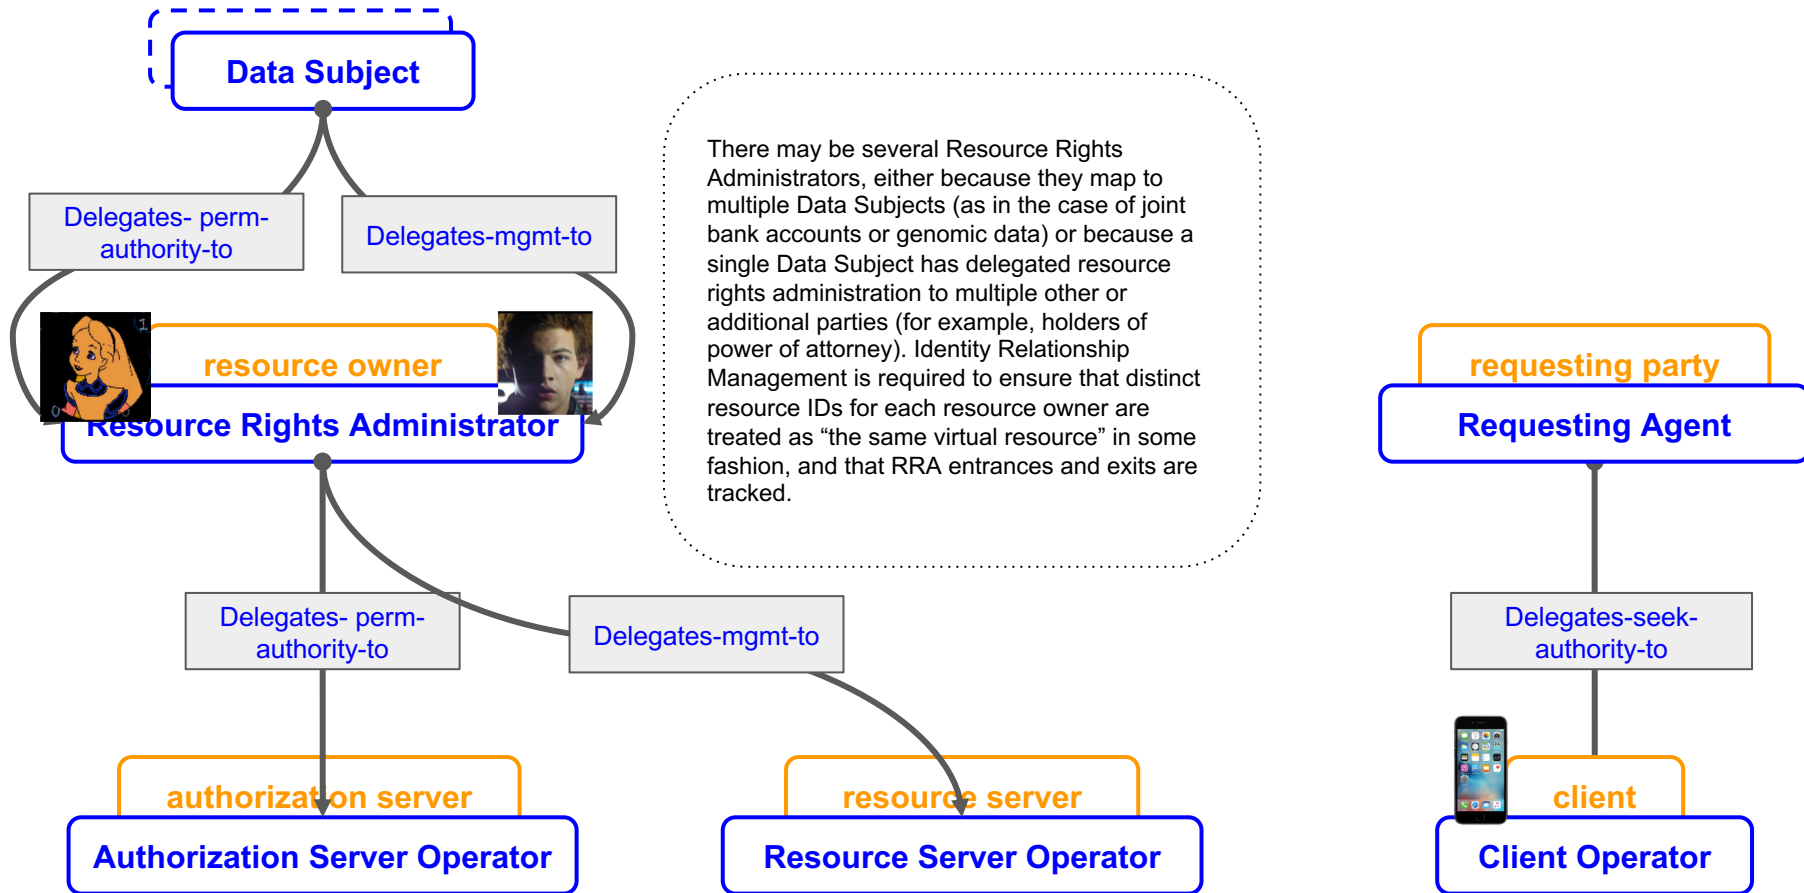 Data Subject
Delegates- perm-
authority-to
Delegates-mgmt-to
There may be several Resource Rights
Administrators, either because they map to
multiple Data Subjects (as in the case of joint
bank accounts or genomic data) or because a
single Data Subject has delegated resource
rights administration to multiple other or
additional parties (for example, holders of
power of attorney). Identity Relationship
Management is required to ensure that distinct
resource IDs for each resource owner are
treated as “the same virtual resource” in some
fashion, and that RRA entrances and exits are
tracked.
resource owner
Resource Rights Administrator
requesting party
Requesting Agent
Delegates- perm-
authority-to
Delegates-mgmt-to
Delegates-seek-
authority-to
authorization server
Authorization Server Operator
resource server
Resource Server Operator
client
Client Operator